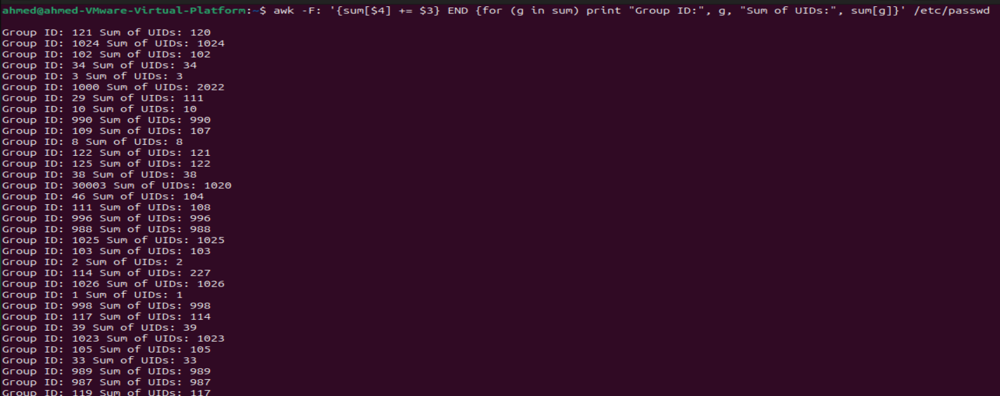 ahmed@ahmed-VMware-Virtual-Platform:~$ awk -F: '{sum[$4] += $3} END {for (g in sum) print "Group ID:", g, "Sum of UIDs:", sum[g]}' /etc/passwd
Group ID: 121 Sum of UIDs: 120
Group ID: 1024 Sum of UIDs: 1024
Group ID: 102 Sum of UIDs: 102
Group ID: 34 Sum of UIDs: 34
Group ID: 3 Sum of UIDs: 3
Group ID: 1000 Sum of UIDs: 2022
Group ID: 29 Sum of UIDs: 111
Group ID: 10 Sum of UIDs: 10
Group ID: 990 Sum of UIDs: 990
Group ID: 109 Sum of UIDs: 107
Group ID: 8 Sum of UIDs: 8
Group ID: 122 Sum of UIDs: 121
Group ID: 125 Sum of UIDs: 122
Group ID: 38 Sum of UIDs: 38
Group ID: 30003 Sum of UIDs: 1020
Group ID: 46 Sum of UIDs: 104
Group ID: 111 Sum of UIDs: 108
Group ID: 996 Sum of UIDs: 996
Group ID: 988 Sum of UIDs: 988
Group ID: 1025 Sum of UIDs: 1025
Group ID: 103 Sum of UIDs: 103
Group ID: 2 Sum of UIDs: 2
Group ID: 114 Sum of UIDs: 227
Group ID: 1026 Sum of UIDs: 1026
Group ID: 1 Sum of UIDs: 1
Group ID: 998 Sum of UIDs: 998
Group ID: 117 Sum of UIDs: 114
Group ID: 39 Sum of UIDs: 39
Group ID: 1023 Sum of UIDs: 1023
Group ID: 105 Sum of UIDs: 105
Group ID: 33 Sum of UIDs: 33
Group ID: 989 Sum of UIDs: 989
Group ID: 987 Sum of UIDs: 987
Group ID: 119 Sum of UIDs: 117